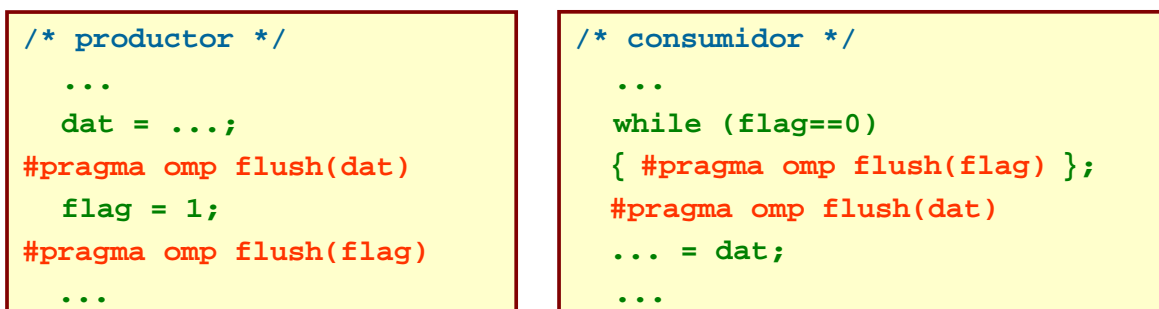 /* productor */
...
dat = ...;
#pragma omp flush(dat)
flag = 1;
#pragma omp flush(flag)
...
/* consumidor */
...
while (flag==0)
{ #pragma omp flush(flag) };
#pragma omp flush(dat)
... = dat;
...